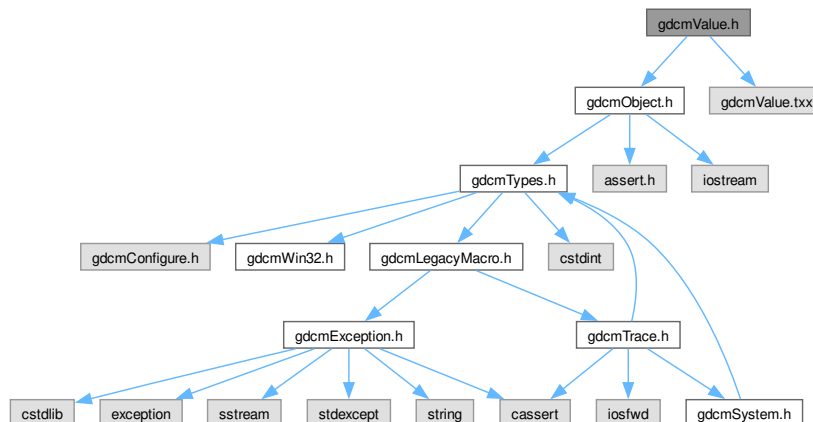 gdcmValue.h
gdcmObject.h
gdcmValue.txx
gdcmTypes.h
assert.h
iostream
gdcmConfigure.h
gdcmWin32.h
gdcmLegacyMacro.h
cstdint
gdcmException.h
gdcmTrace.h
cstdlib
exception
sstream
stdexcept
string
cassert
iosfwd
gdcmSystem.h